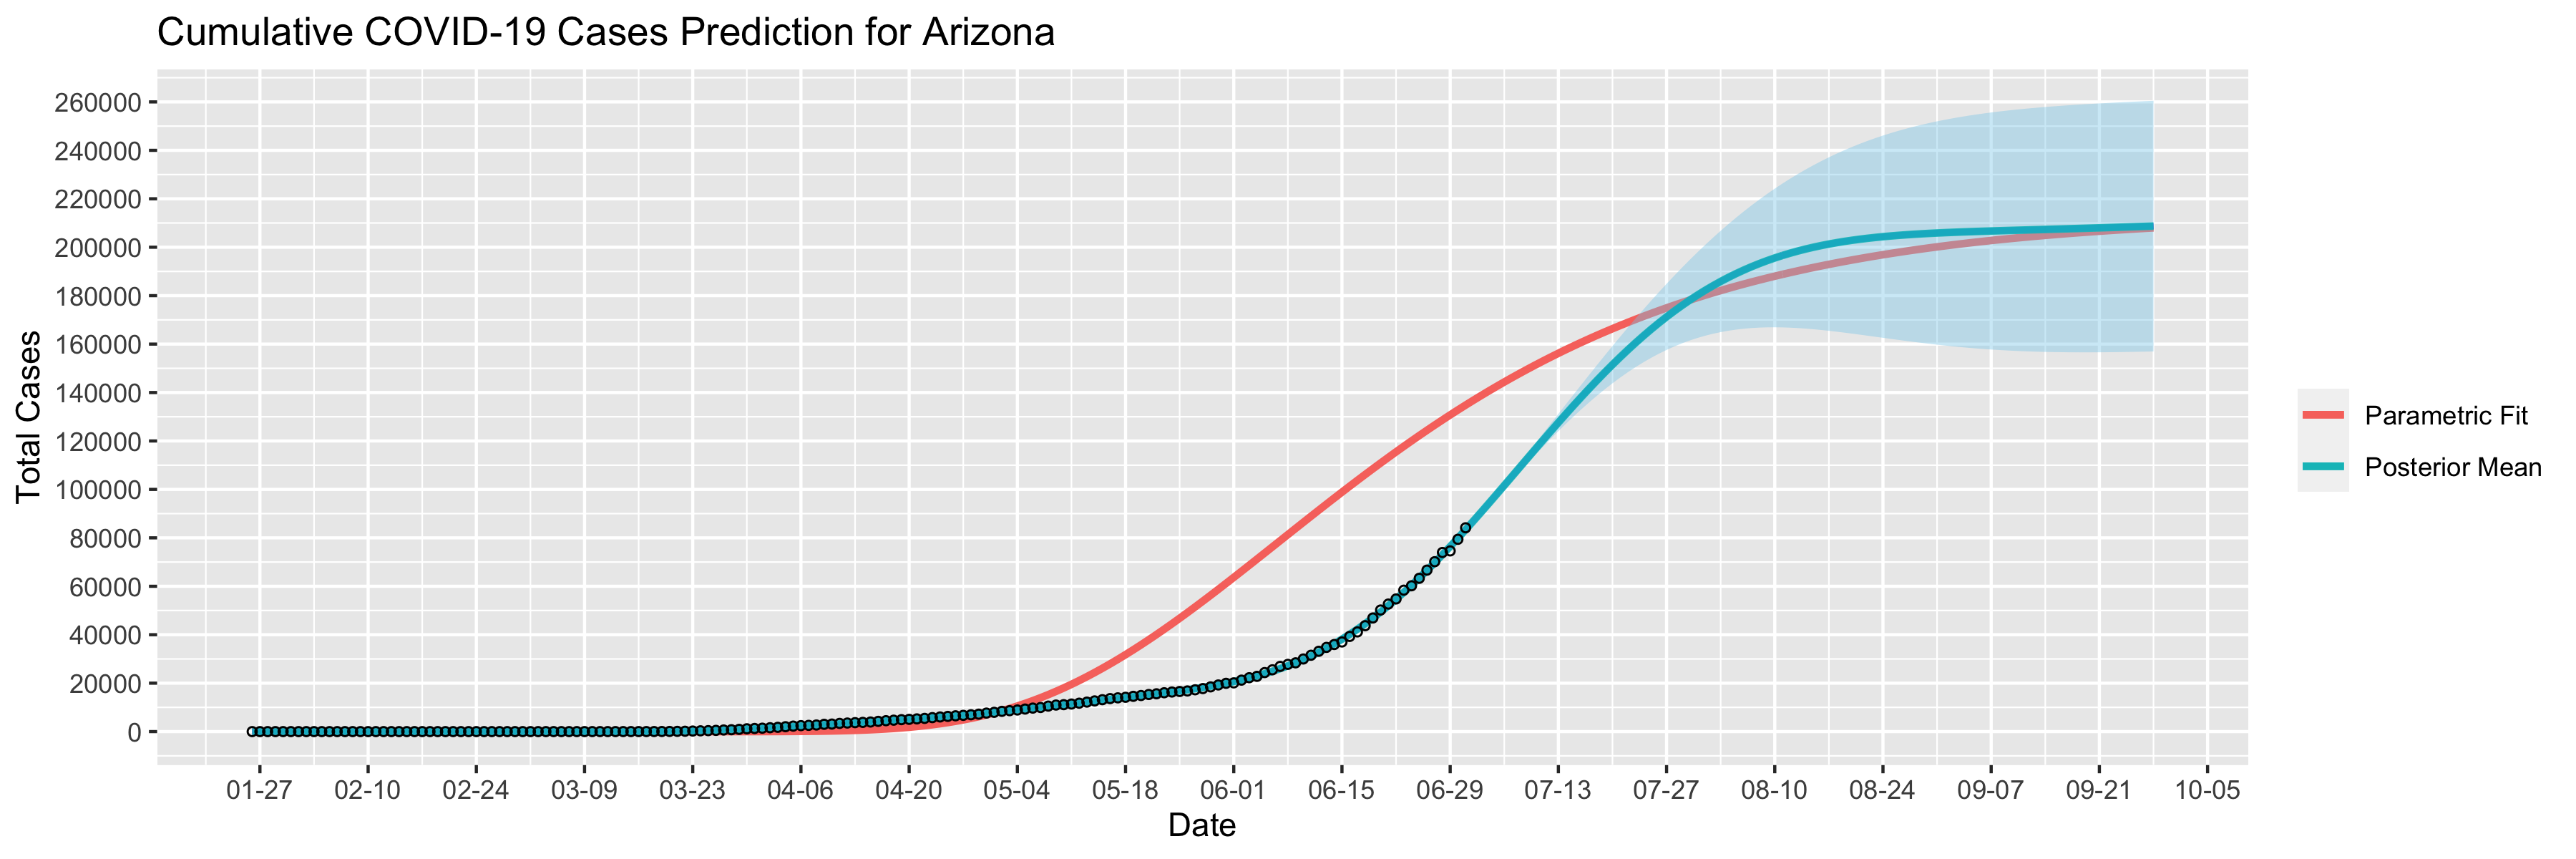 Cumulative COVID-19 Cases Prediction for Arizona
260000
240000
220000
200000
180000
160000
140000
120000
100000
80000
60000
40000
20000
0
Total Cases
01-27 02-10 02-24 03-09 03-23 04-06 04-20 05-04 05-18 06-01 06-15 06-29 07-13 07-27 08-10 08-24 09-07 09-21 10-05
Date
Parametric Fit
Posterior Mean